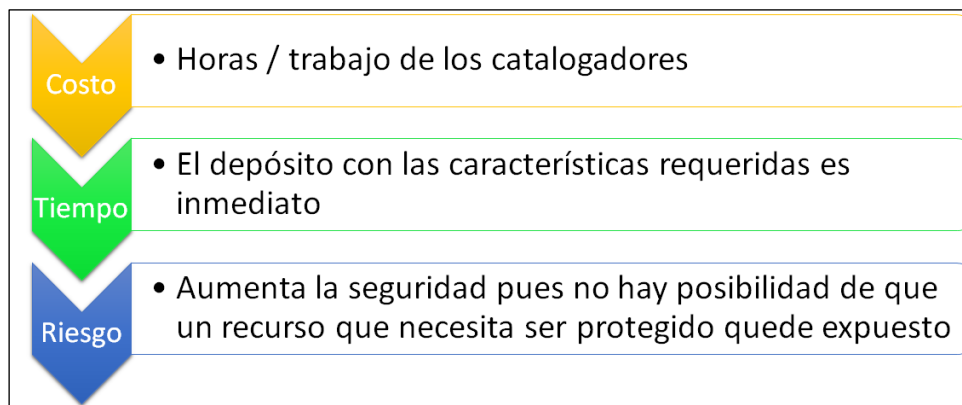 Costo
• Horas / trabajo de los catalogadores
Tiempo
• El depósito con las características requeridas es
inmediato
Riesgo
• Aumenta la seguridad pues no hay posibilidad de que
un recurso que necesita ser protegido quede expuesto